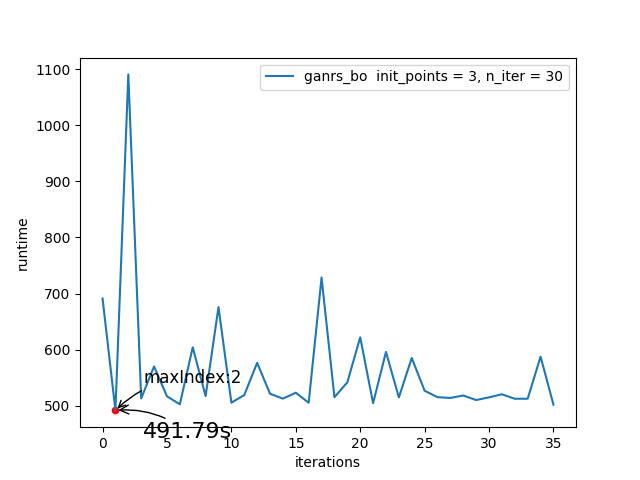 ganrs_bo  init_points = 3, n_iter = 30
1100
1000
900
800
700
600
500
runtime
maxIndex:2
491.79s
0 5 10 15 20 25 30 35
iterations